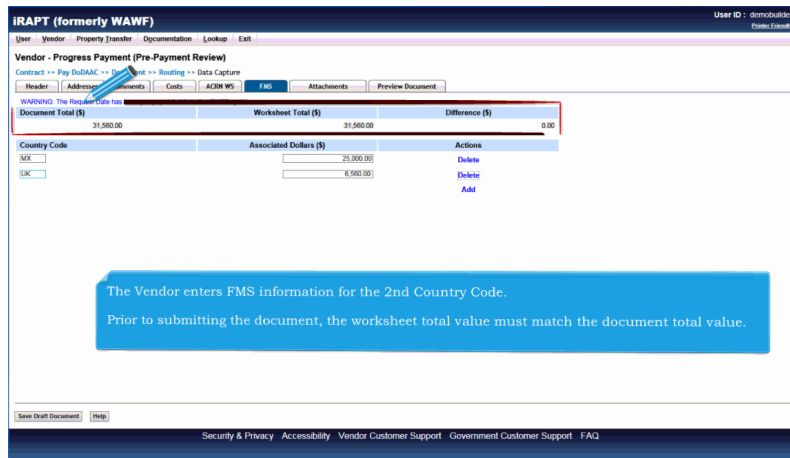 User ID : demobuilde
iRAPT (formerly WAWF)
Printer Friend
User Vendor Property Transfer Documentation Lookup Exit
Vendor - Progress Payment (Pre-Payment Review)
Contract >> Pay DoDAAC >> >> Routing >> Data Capture
Header Addresses Costs ACRN WS FMS Attachments Preview Document
WARNING: The Date has
Document Total ($) Worksheet Total ($) Difference ($)
31,560.00 31,560.00 0.00
Country Code Associated Dollars ($) Actions
MX 25,000.00 Delete
UK 6,560.00 Delete
Add
The Vendor enters FMS information for the 2nd Country Code.
Prior to submitting the document, the worksheet total value must match the document total value.
Save Draft Document Help
Security & Privacy Accessibility Vendor Customer Support Government Customer Support FAQ